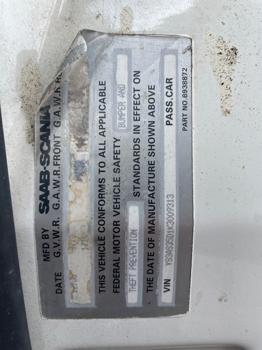 MFD BY SAAB-SCANIA
DATE
G.V.W.R. G.A.W.R. FRONT G.A.W.R. R
THIS VEHICLE CONFORMS TO ALL APPLICABLE
FEDERAL MOTOR VEHICLE SAFETY BUMPER AND
THEFT PREVENTION STANDARDS IN EFFECT ON
THE DATE OF MANUFACTURE SHOWN ABOVE
VIN PASS.CAR
PART NO. 8938872